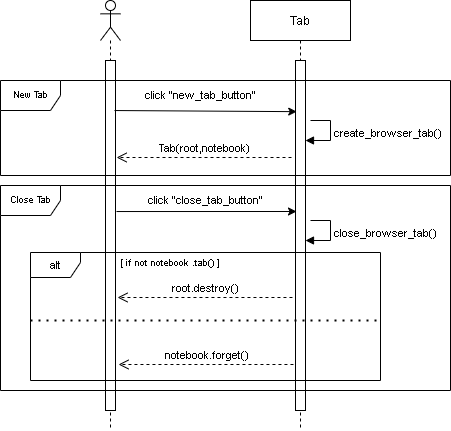 Tab
New Tab
click "new_tab_button"
create_browser_tab()
Tab(root,notebook)
Close Tab
click "close_tab_button"
close_browser_tab()
alt
[ if not notebook .tab() ]
root.destroy()
notebook.forget()